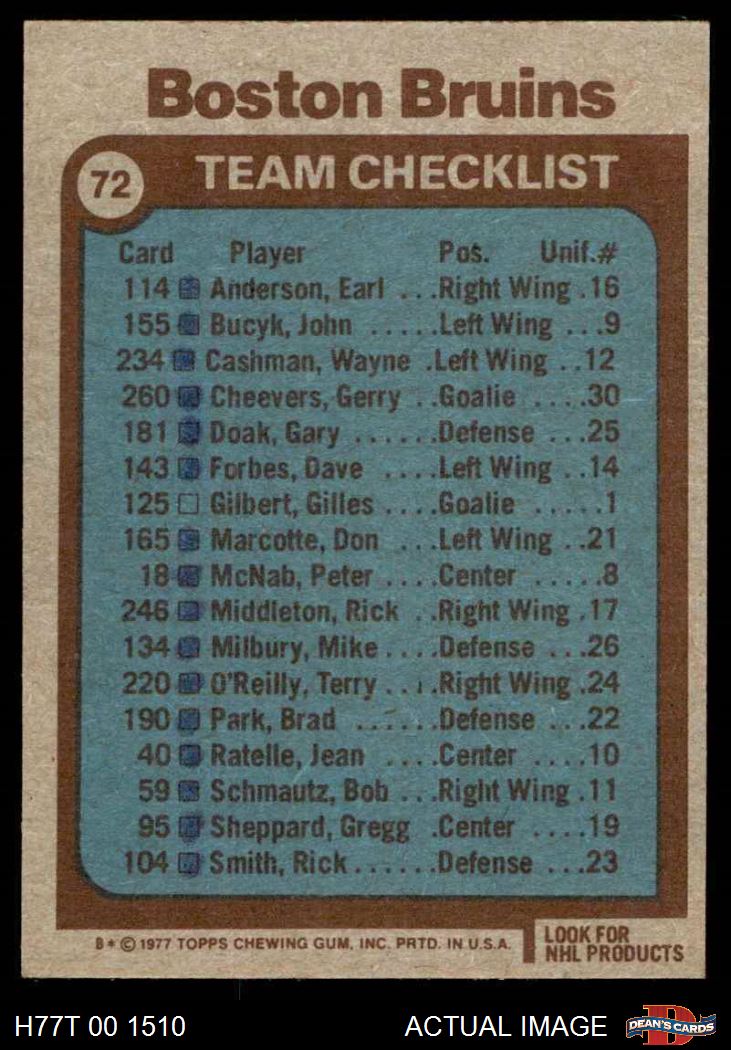 Boston Bruins
72 TEAM CHECKLIST
Card Player Pos. Unif.#
114 Anderson, Earl ...Right Wing .16
155 Bucyk, John .....Left Wing ...9
234 Cashman, Wayne .Left Wing ..12
260 Cheevers, Gerry ..Goalie ....30
181 Doak, Gary ......Defense ...25
143 Forbes, Dave ....Left Wing ..14
125 Gilbert, Gilles ....Goalie .....1
165 Marcotte, Don ...Left Wing ..21
18 McNab, Peter ....Center .....8
246 Middleton, Rick ..Right Wing .17
134 Milbury, Mike ....Defense ...26
220 O'Reilly, Terry ....Right Wing .24
190 Park, Brad ......Defense ...22
40 Ratelle, Jean ....Center ....10
59 Schmautz, Bob ...Right Wing .11
95 Sheppard, Gregg .Center ....19
104 Smith, Rick ......Defense ...23
B* © 1977 TOPPS CHEWING GUM, INC. PRTD. IN U.S.A.
LOOK FOR
NHL PRODUCTS
H77T 00 1510 ACTUAL IMAGE DEAN'S CARDS